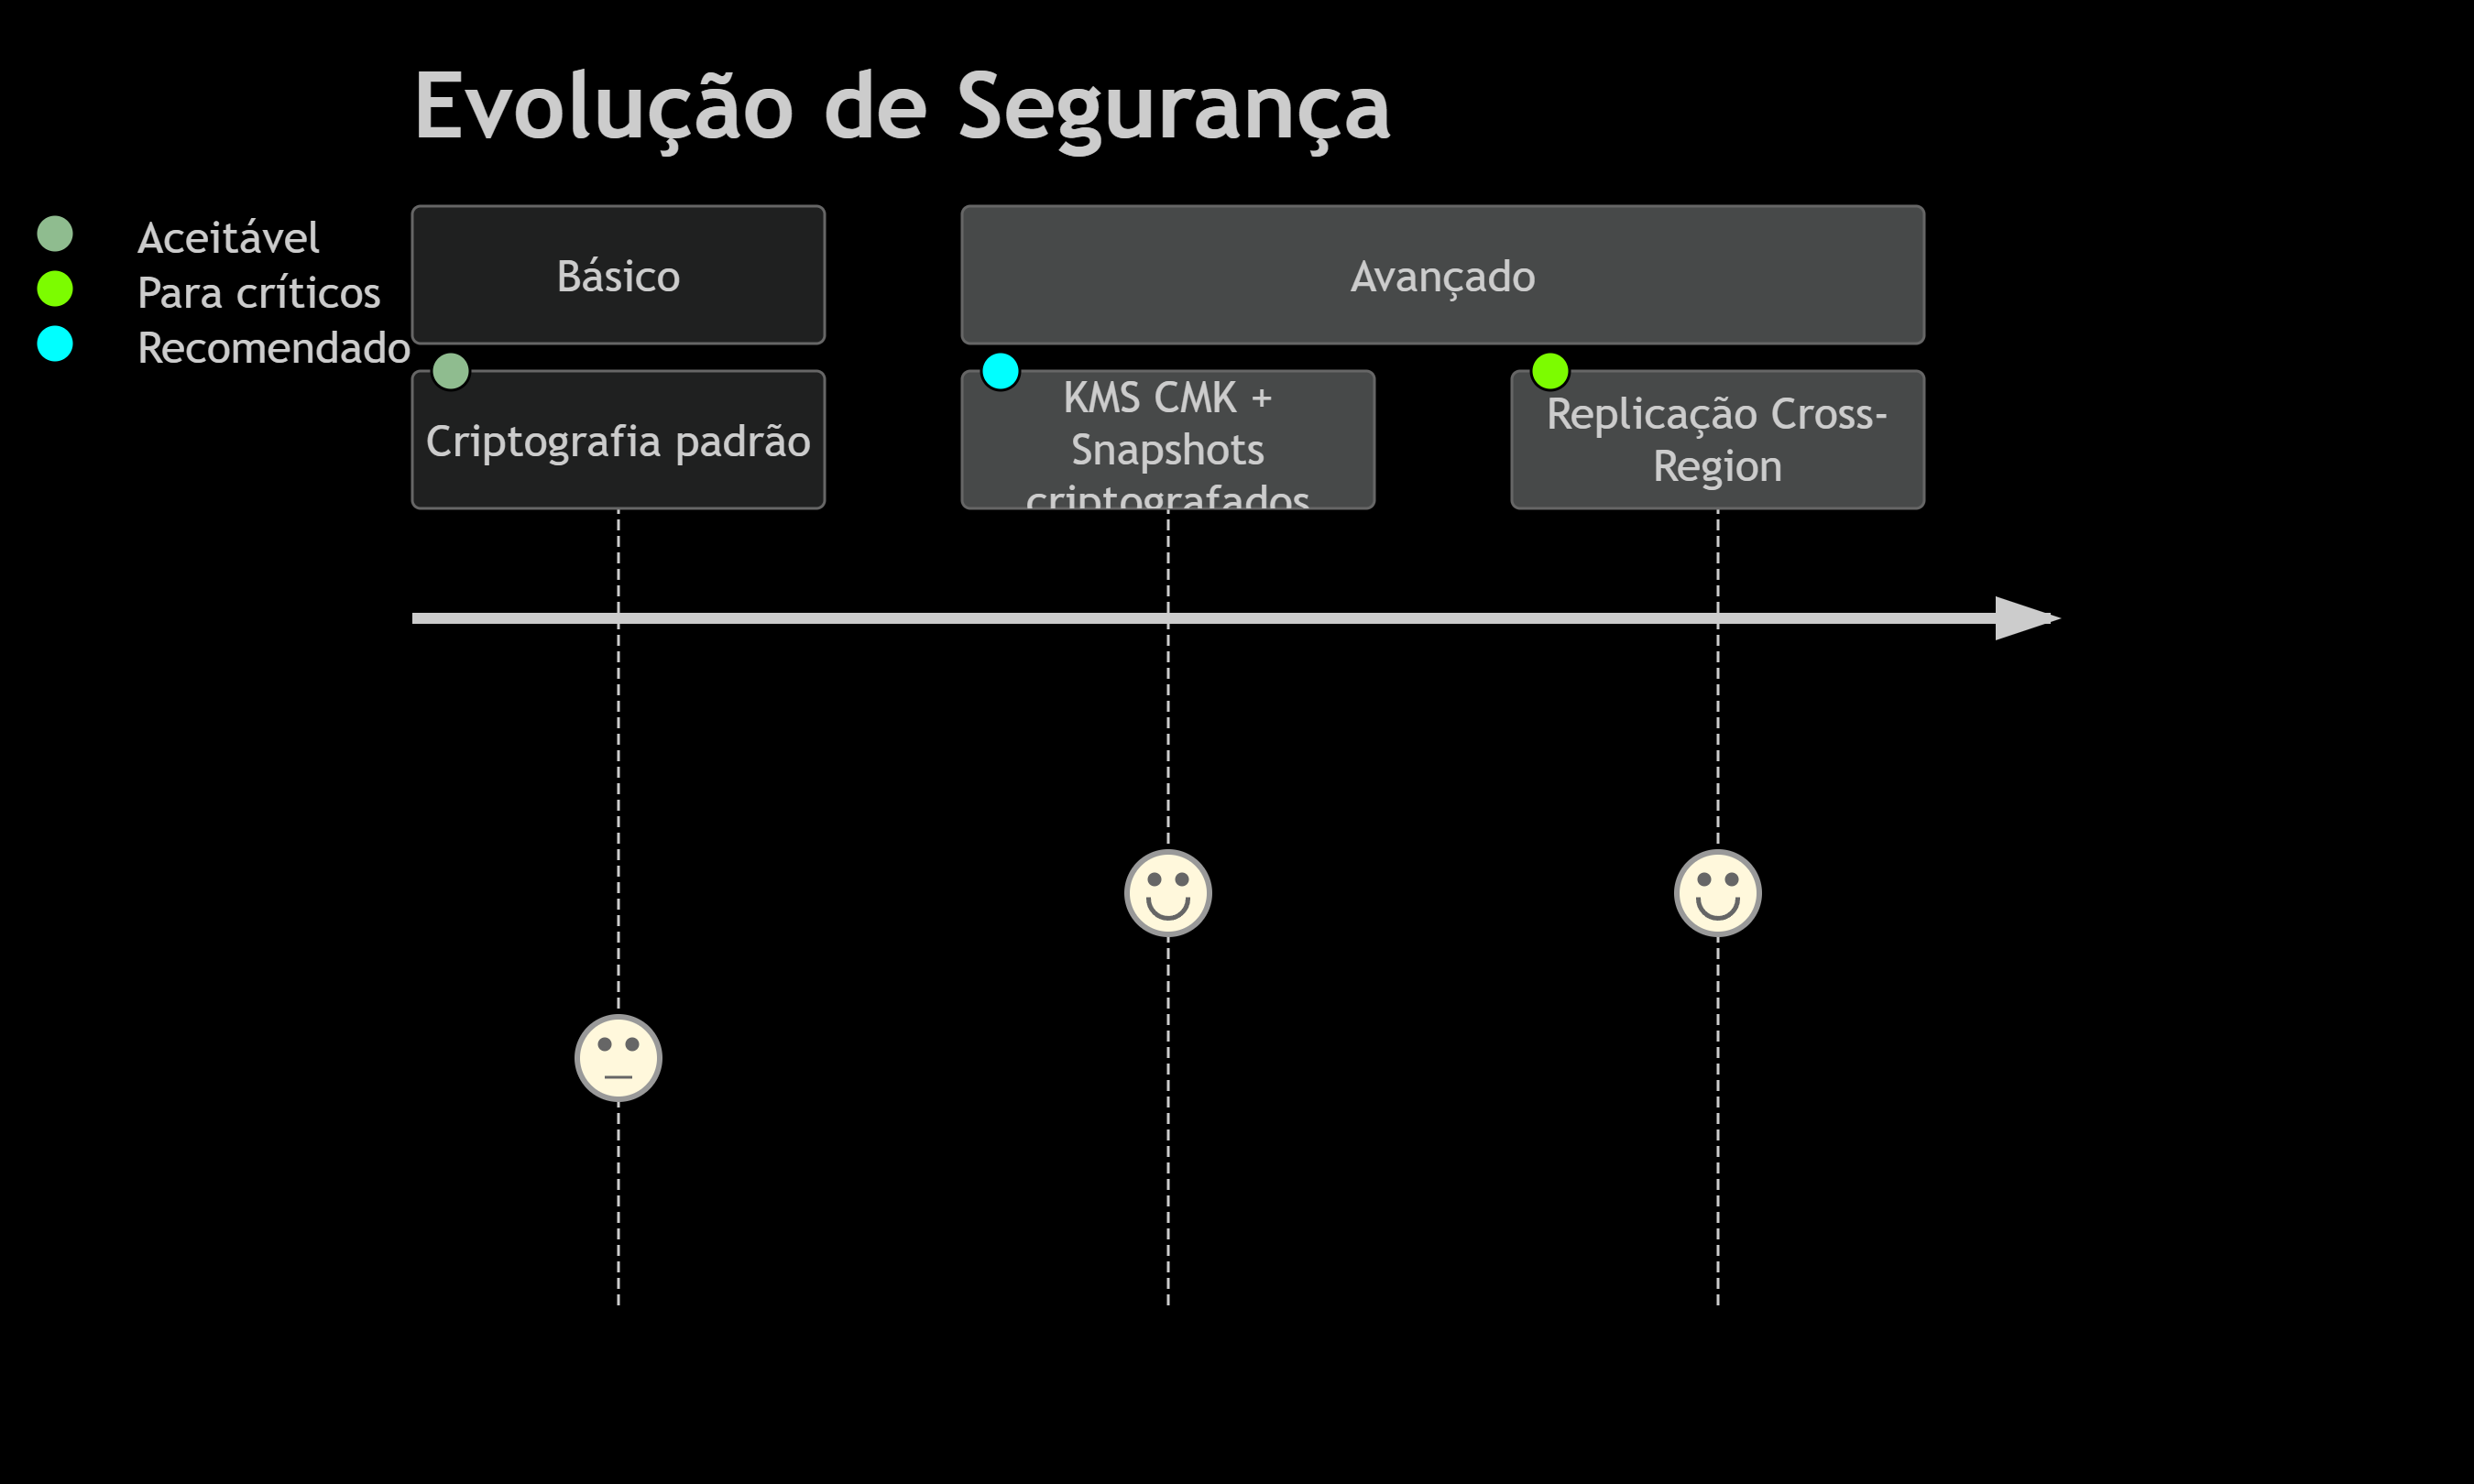 Evolução de Segurança
Aceitável
Para críticos
Recomendado
Básico
Avançado
Criptografia padrão
KMS CMK +
Snapshots
criptografados
Replicação Cross-
Region